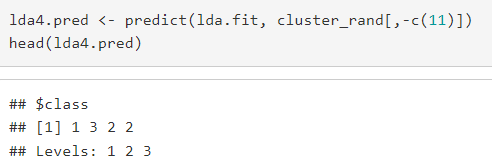 lda4.pred <- predict(lda.fit, cluster_rand[,-c(11)])
head(lda4.pred)
## $class
## [1] 1 3 2 2
## Levels: 1 2 3